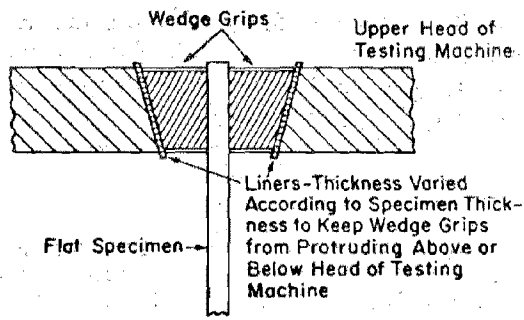 Wedge Grips
Upper Head of
Testing Machine
Liners-Thickness Varied
According to Specimen Thick-
ness to Keep Wedge Grips
from Protruding Above or
Below Head of Testing
Machine
Flat Specimen